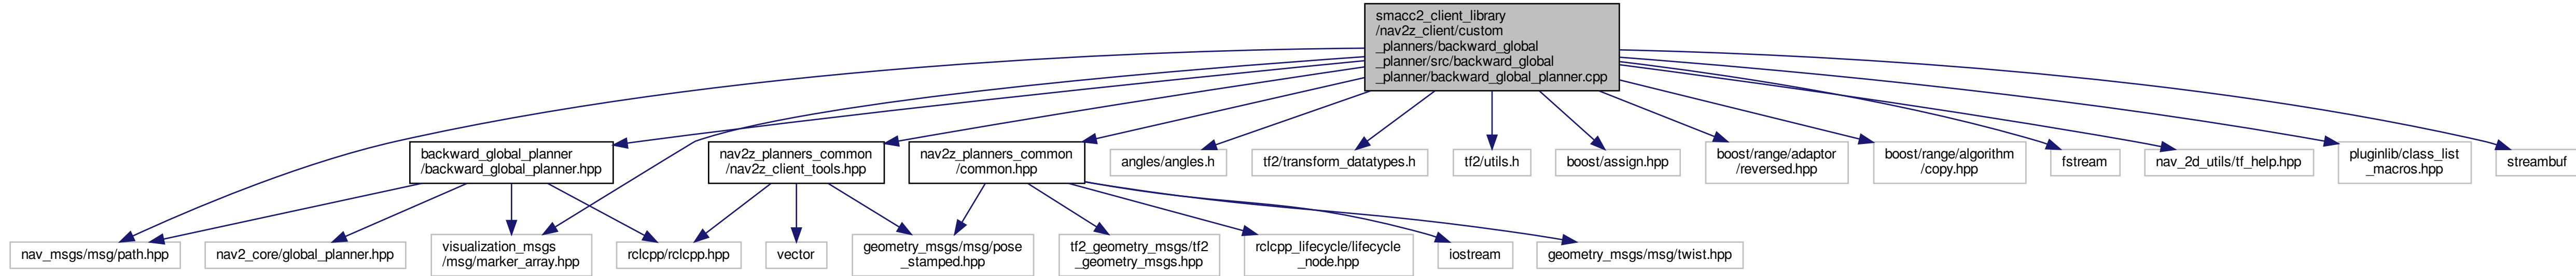 smacc2_client_library
/nav2z_client/custom
_planners/backward_global
_planner/src/backward_global
_planner/backward_global_planner.cpp
backward_global_planner
/backward_global_planner.hpp
nav2z_planners_common
/nav2z_client_tools.hpp
nav2z_planners_common
/common.hpp
angles/angles.h
tf2/transform_datatypes.h
tf2/utils.h
boost/assign.hpp
boost/range/adaptor
/reversed.hpp
boost/range/algorithm
/copy.hpp
fstream
nav_2d_utils/tf_help.hpp
pluginlib/class_list
_macros.hpp
streambuf
nav_msgs/msg/path.hpp
nav2_core/global_planner.hpp
visualization_msgs
/msg/marker_array.hpp
rclcpp/rclcpp.hpp
vector
geometry_msgs/msg/pose
_stamped.hpp
tf2_geometry_msgs/tf2
_geometry_msgs.hpp
rclcpp_lifecycle/lifecycle
_node.hpp
iostream
geometry_msgs/msg/twist.hpp